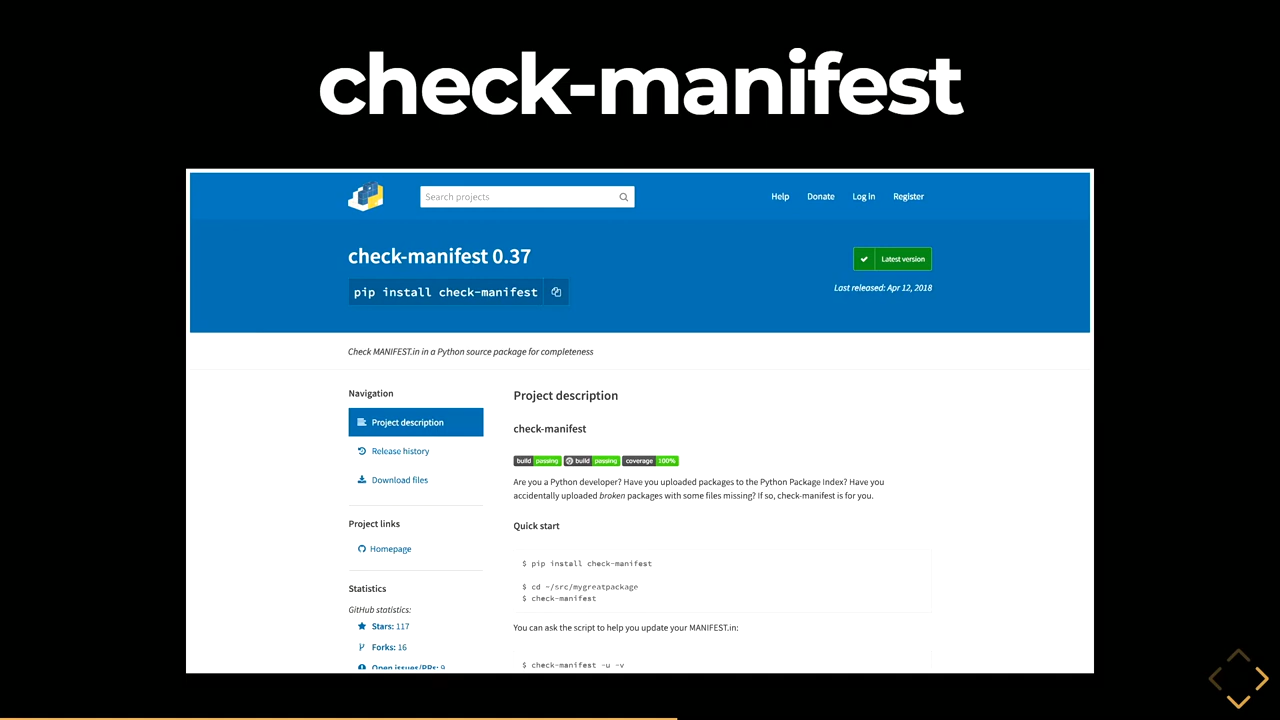 check-manifest
Search projects
Help Donate Log in Register
check-manifest 0.37
Latest version
pip install check-manifest
Last released: Apr 12, 2018
Check MANIFEST.in in a Python source package for completeness
Navigation
Project description
Release history
Download files
Project links
Homepage
Statistics
GitHub statistics:
Stars: 117
Forks: 16
Open issues/PRs: 9
Project description
check-manifest
build passing build passing coverage 100%
Are you a Python developer? Have you uploaded packages to the Python Package Index? Have you
accidentally uploaded broken packages with some files missing? If so, check-manifest is for you.
Quick start
$ pip install check-manifest
$ cd ~/src/mygreatpackage
$ check-manifest
You can ask the script to help you update your MANIFEST.in:
$ check-manifest -u -v